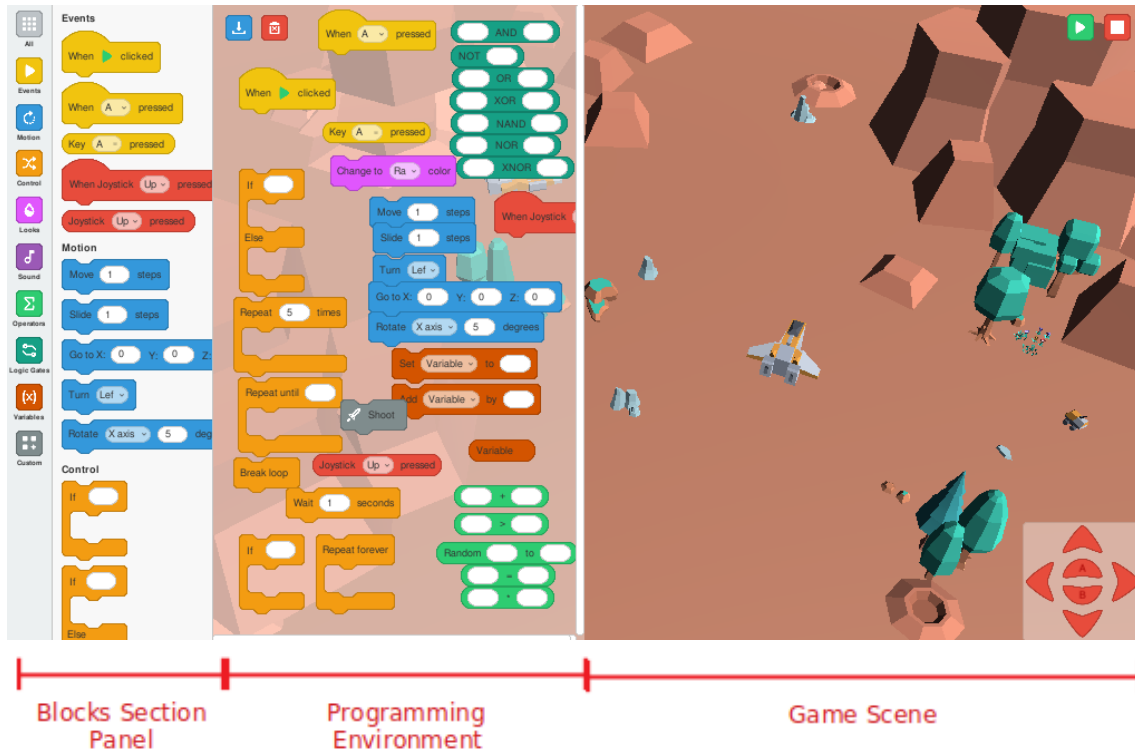 All
Events
Motion
Control
Looks
Sound
Operators
Logic Gates
Variables
Custom
Events
When clicked
When A pressed
Key A pressed
When Joystick Up pressed
Joystick Up pressed
Motion
Move 1 steps
Slide 1 steps
Go to X: 0 Y: 0 Z:
Turn Lef
Rotate X axis 5 deg
Control
If
If
Else
When A pressed
When clicked
Key A pressed
Change to Ra color
AND
NOT
OR
XOR
NAND
NOR
XNOR
If
Else
Move 1 steps
Slide 1 steps
When Joystick
Turn Lef
Go to X: 0 Y: 0 Z: 0
Rotate X axis 5 degrees
Repeat 5 times
Set Variable to
Repeat until
Variable by
Shoot
Variable
Break loop
Joystick Up pressed
Wait 1 seconds
+
>
Random to
=
If
Repeat forever
A
B
Blocks Section
Panel
Programming
Environment
Game Scene